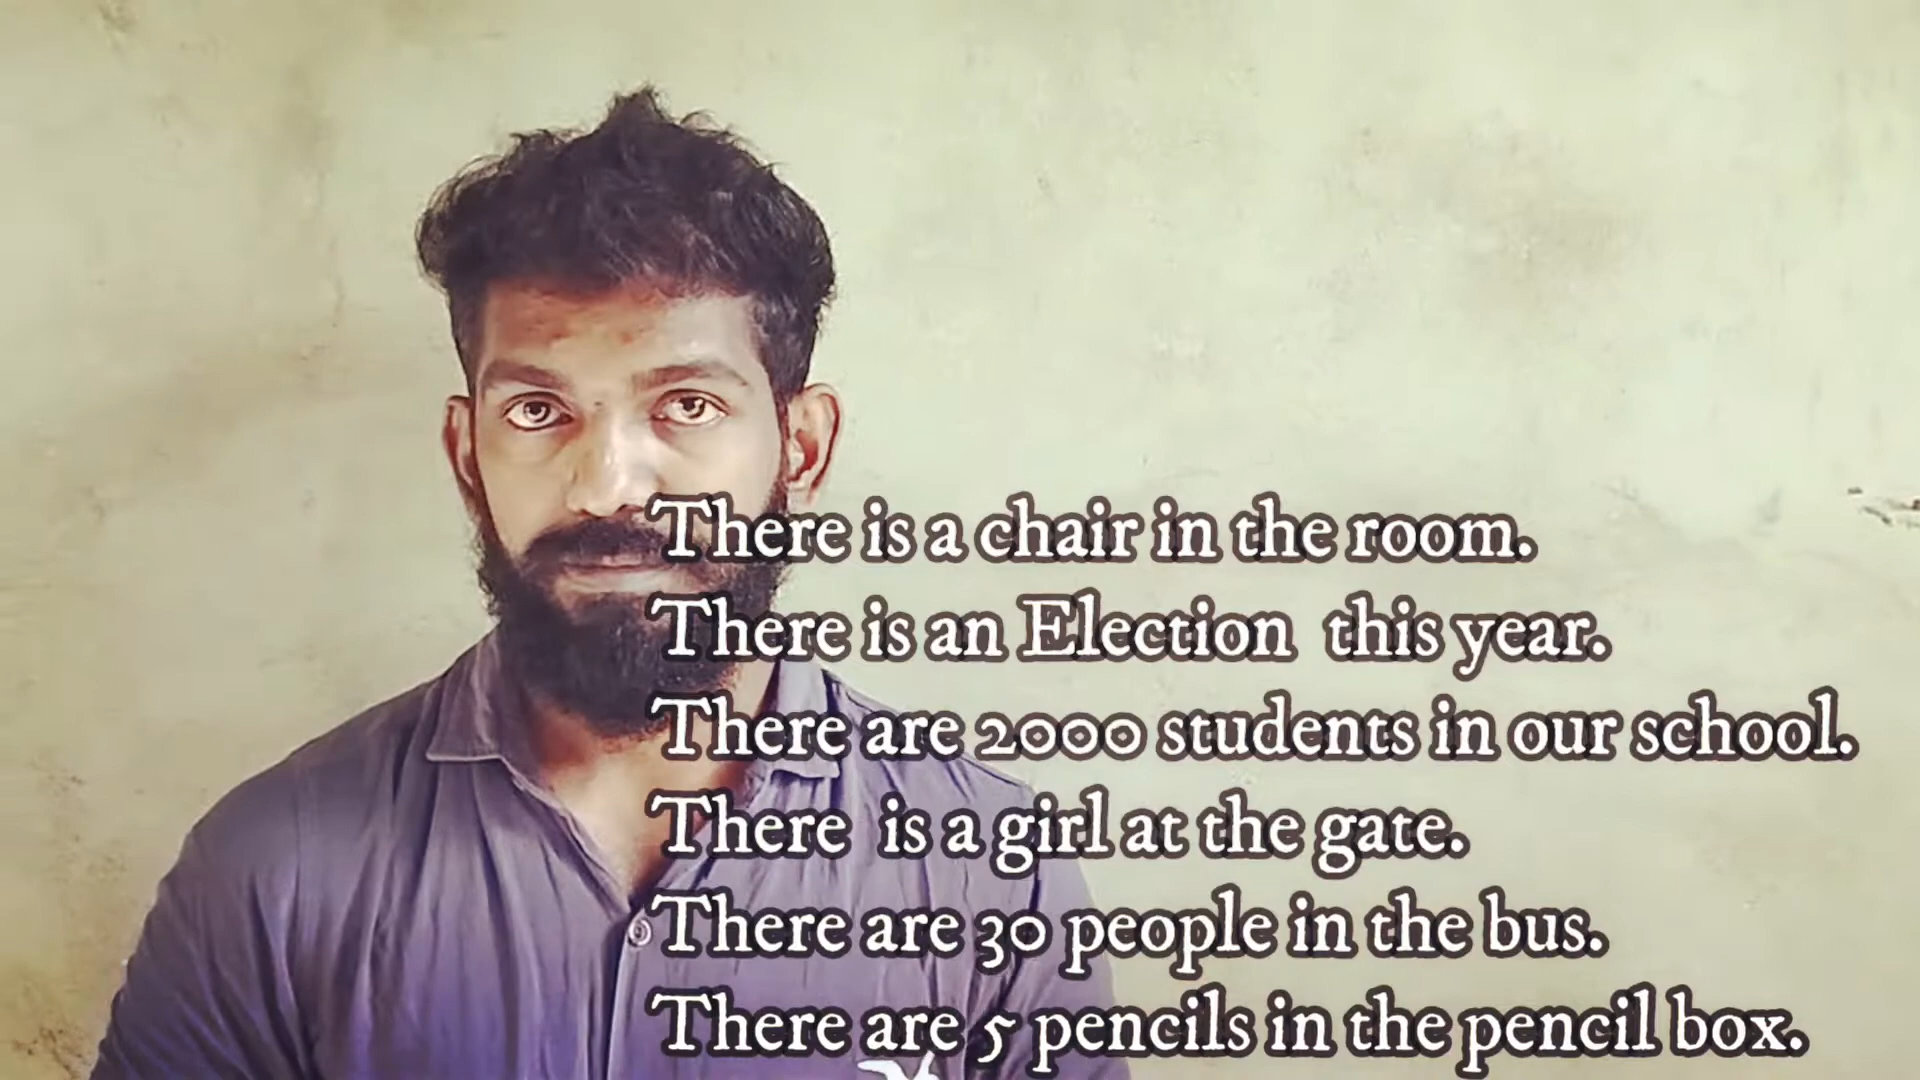 There is a chair in the room.
There is an Election this year.
There are 2000 students in our school.
There is a girl at the gate.
There are 30 people in the bus.
There are 5 pencils in the pencil box.